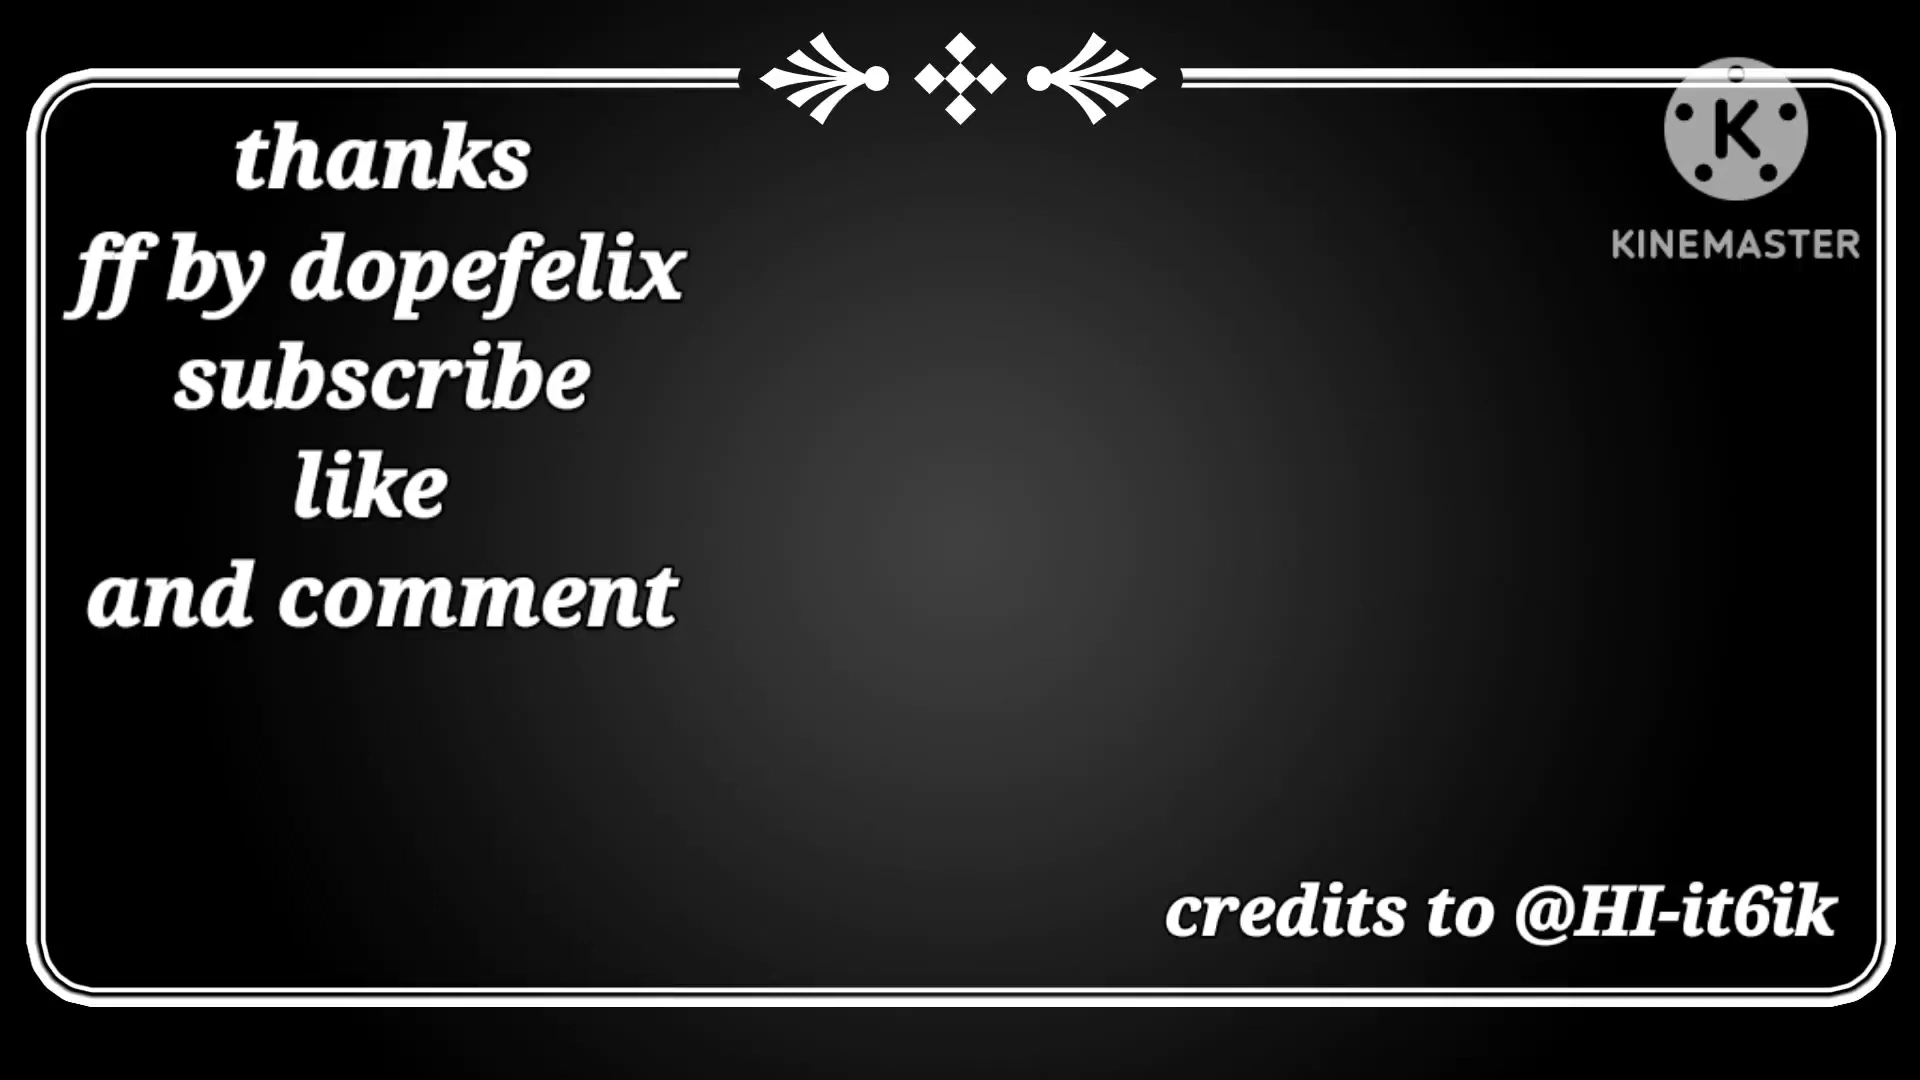 thanks
ff by dopefelix
subscribe
like
and comment
K
KINEMASTER
credits to @HI-it6ik